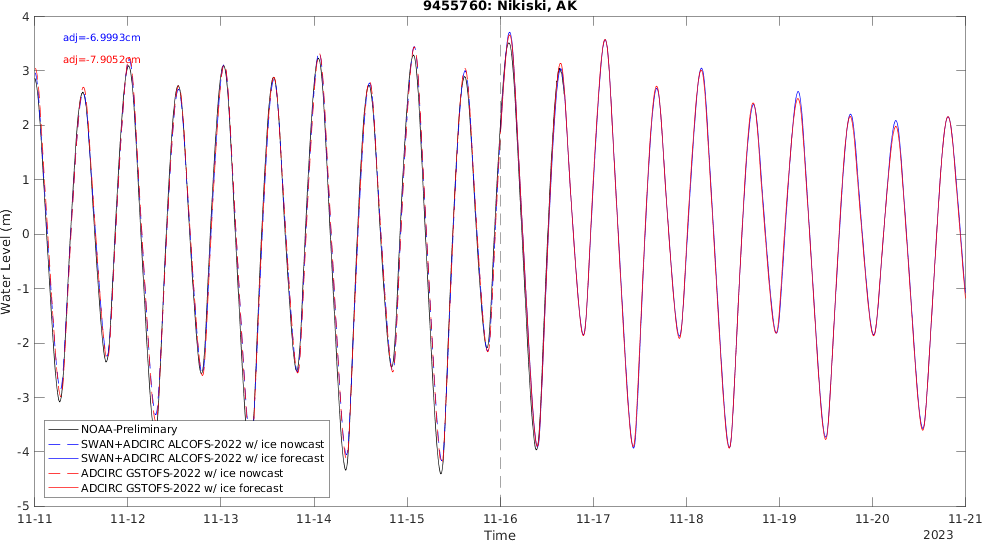 9455760: Nikiski, AK
adj=-6.9993cm
adj=-7.9052cm
4
3
2
1
0
-1
-2
-3
-4
-5
Water Level (m)
NOAA-Preliminary
SWAN+ADCIRC ALCOFS-2022 w/ ice nowcast
SWAN+ADCIRC ALCOFS-2022 w/ ice forecast
ADCIRC GSTOFS-2022 w/ ice nowcast
ADCIRC GSTOFS-2022 w/ ice forecast
11-11 11-12 11-13 11-14 11-15 11-16 11-17 11-18 11-19 11-20 11-21
Time
2023